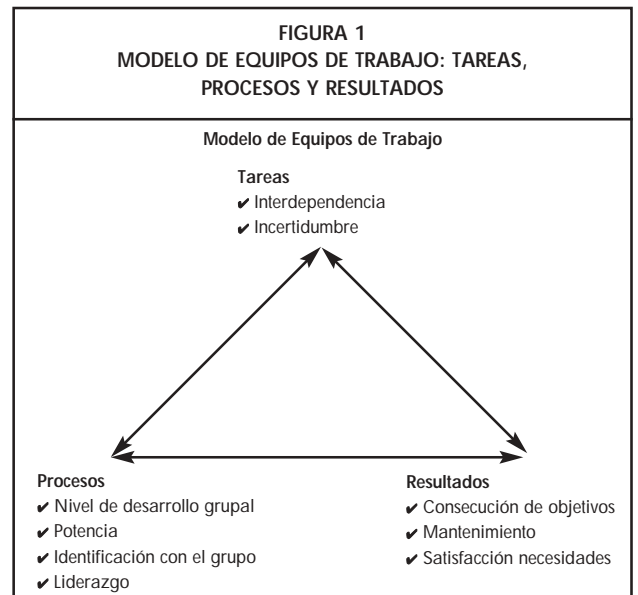 FIGURA 1
MODELO DE EQUIPOS DE TRABAJO: TAREAS,
PROCESOS Y RESULTADOS
Modelo de Equipos de Trabajo
Tareas
✔ Interdependencia
✔ Incertidumbre
Procesos
✔ Nivel de desarrollo grupal
✔ Potencia
✔ Identificación con el grupo
✔ Liderazgo
Resultados
✔ Consecución de objetivos
✔ Mantenimiento
✔ Satisfacción necesidades